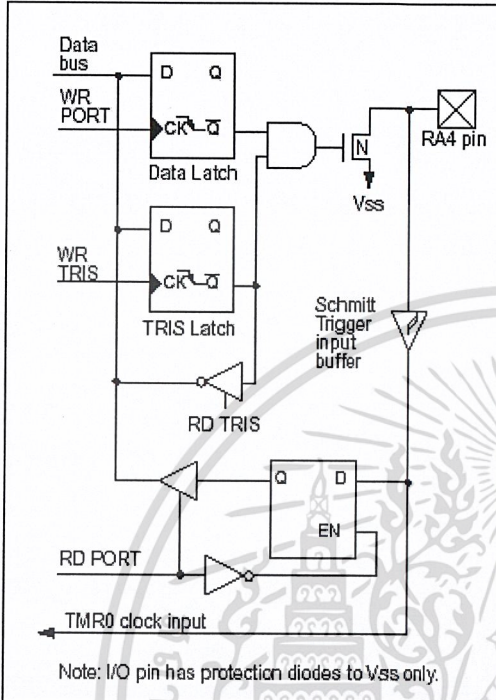 Data
bus
D Q
WR
PORT
CK Q̅
N
RA4 pin
Data Latch
Vss
D Q
WR
TRIS
CK Q̅
TRIS Latch
Schmitt
Trigger
input
buffer
RD TRIS
Q D
EN
RD PORT
TMR0 clock input
Note: I/O pin has protection diodes to Vss only.